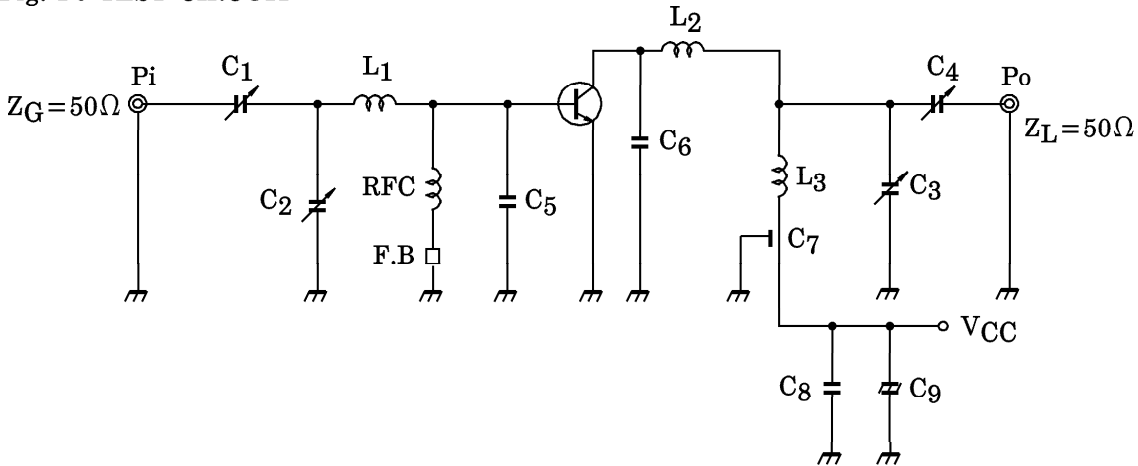 L2
Pi
C1
L1
C4
Po
ZG=50Ω
ZL=50Ω
C6
C2
RFC
C5
L3
C3
F.B
C7
VCC
C8
C9